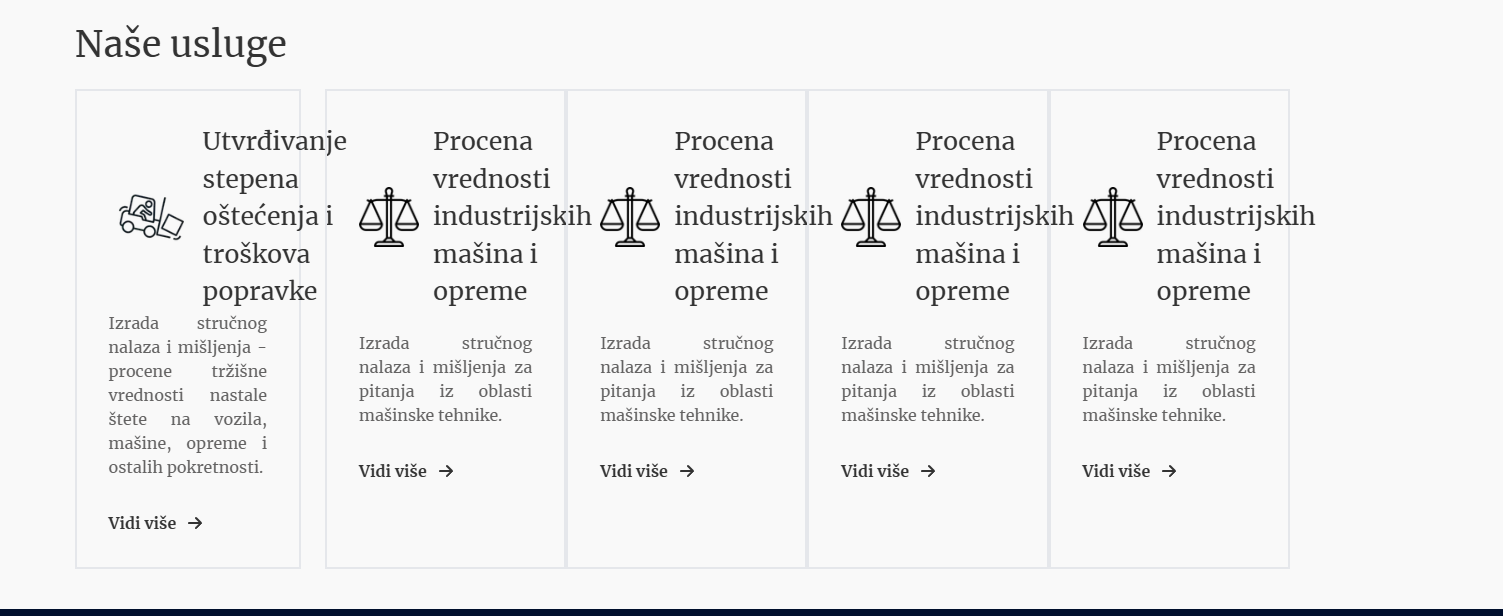 Naše usluge
Utvrđivanje
stepena
oštećenja i
troškova
popravke
Izrada stručnog
nalaza i mišljenja -
procene tržišne
vrednosti nastale
štete na vozila,
mašine, opreme i
ostalih pokretnosti.
Vidi više
Procena
vrednosti
industrijskih
mašina i
opreme
Izrada stručnog
nalaza i mišljenja za
pitanja iz oblasti
mašinske tehnike.
Vidi više
Procena
vrednosti
industrijskih
mašina i
opreme
Izrada stručnog
nalaza i mišljenja za
pitanja iz oblasti
mašinske tehnike.
Vidi više
Procena
vrednosti
industrijskih
mašina i
opreme
Izrada stručnog
nalaza i mišljenja za
pitanja iz oblasti
mašinske tehnike.
Vidi više
Procena
vrednosti
industrijskih
mašina i
opreme
Izrada stručnog
nalaza i mišljenja za
pitanja iz oblasti
mašinske tehnike.
Vidi više